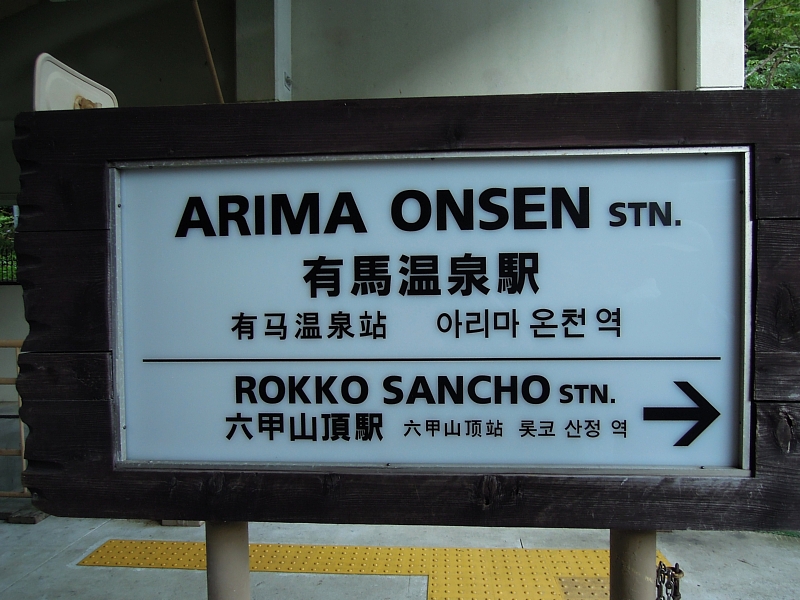 ARIMA ONSEN STN.
有馬温泉駅
有马温泉站 아리마 온천 역
ROKKO SANCHO STN.
六甲山頂駅 六甲山顶站 롯코 산정 역